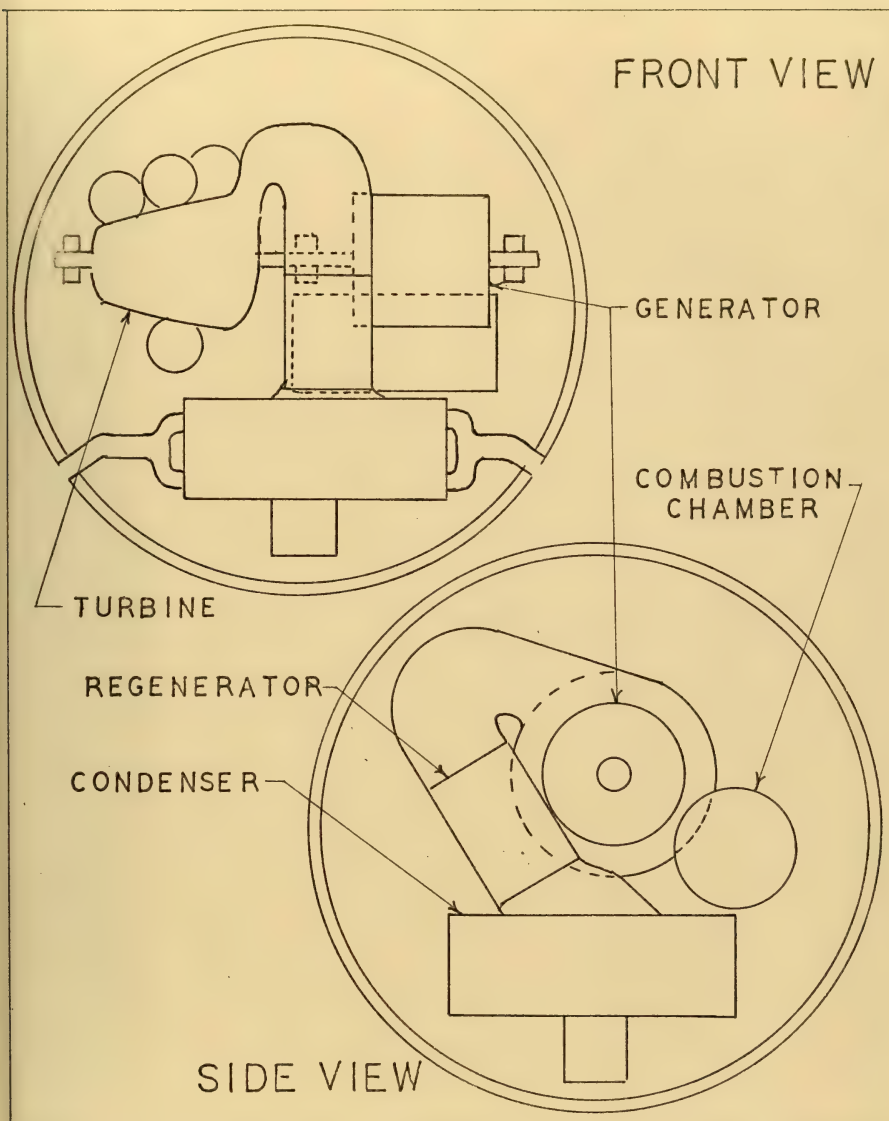 FRONT VIEW
GENERATOR
COMBUSTION
CHAMBER
TURBINE
REGENERATOR
CONDENSER
SIDE VIEW